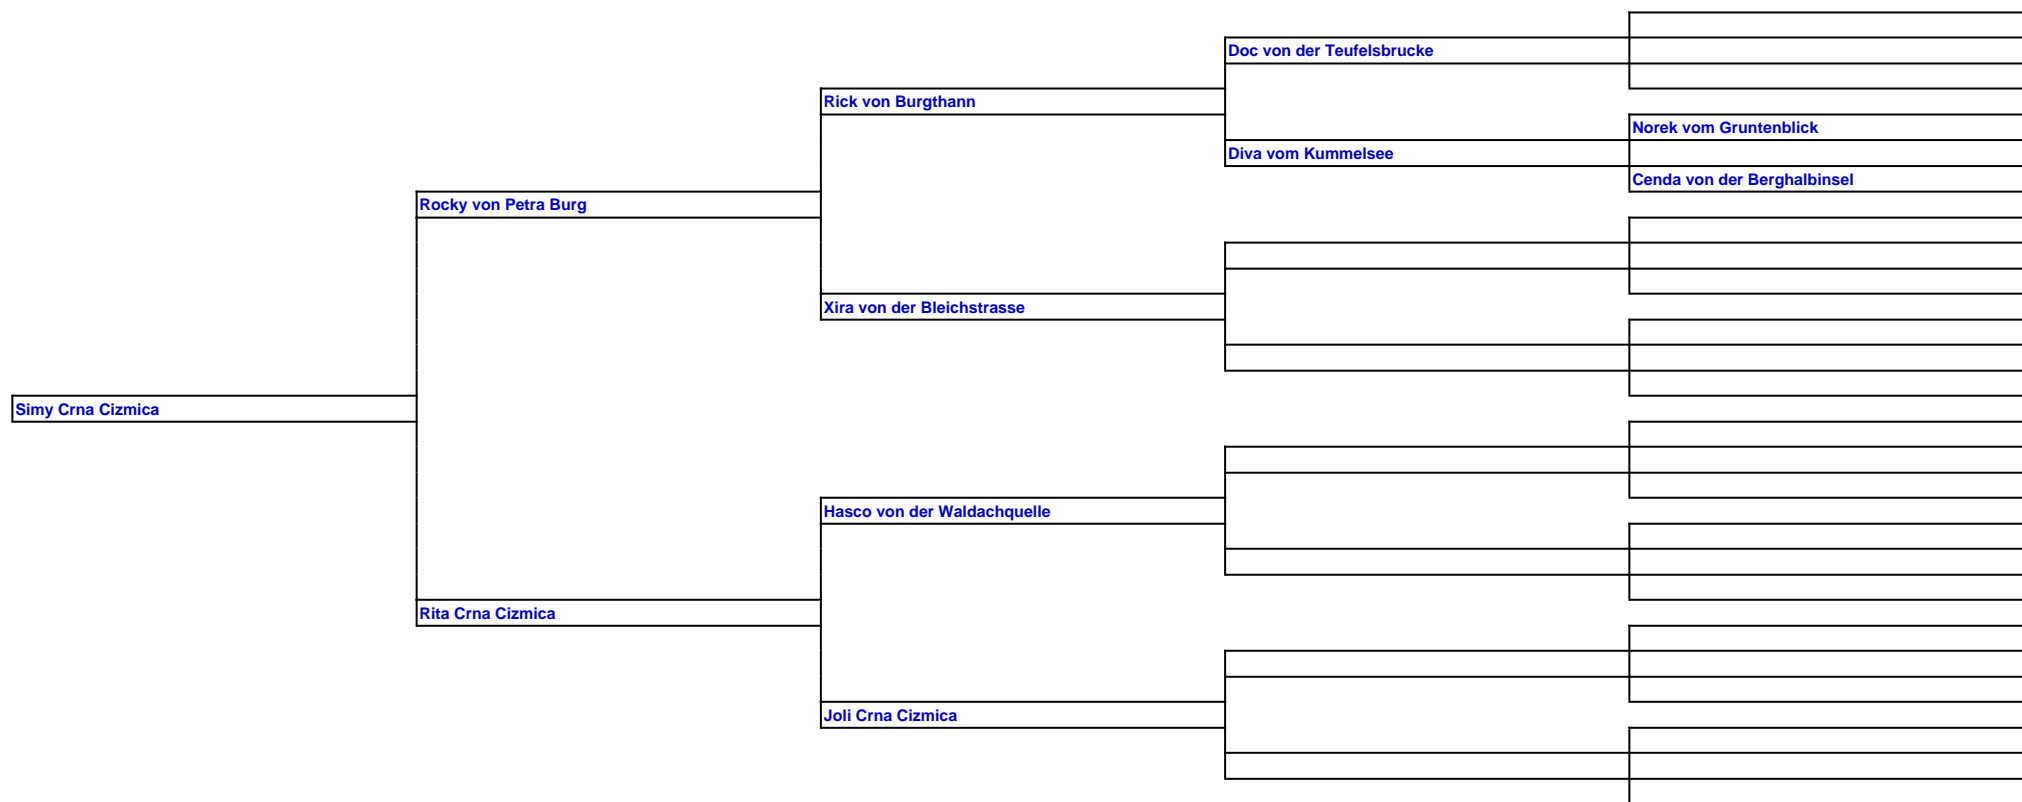 Doc von der Teufelsbrucke
Rick von Burgthann
Norek vom Gruntenblick
Diva vom Kummelsee
Cenda von der Berghalbinsel
Rocky von Petra Burg
Xira von der Bleichstrasse
Simy Crna Cizmica
Hasco von der Waldachquelle
Rita Crna Cizmica
Joli Crna Cizmica